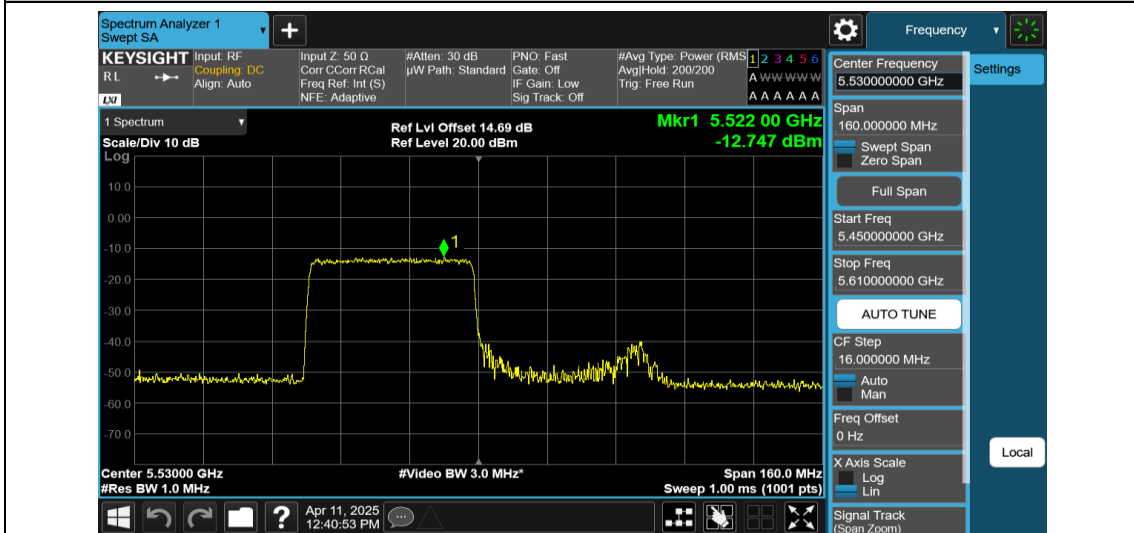 Spectrum Analyzer 1
Swept SA
+
Frequency
KEYSIGHT
R L
LXI
Input: RF
Coupling: DC
Align: Auto
Input Z: 50 Ω
Corr CCorr RCal
Freq Ref: Int (S)
NFE: Adaptive
#Atten: 30 dB
µW Path: Standard
PNO: Fast
Gate: Off
IF Gain: Low
Sig Track: Off
#Avg Type: Power (RMS
Avg|Hold: 200/200
Trig: Free Run
1 2 3 4 5 6
A W W W W W
A A A A A A
1 Spectrum
Scale/Div 10 dB
Log
Ref Lvl Offset 14.69 dB
Ref Level 20.00 dBm
Mkr1 5.522 00 GHz
-12.747 dBm
10.0
0.00
-10.0
-20.0
-30.0
-40.0
-50.0
-60.0
-70.0
1
Center 5.53000 GHz
#Res BW 1.0 MHz
#Video BW 3.0 MHz*
Span 160.0 MHz
Sweep 1.00 ms (1001 pts)
?
Apr 11, 2025
12:40:53 PM
Center Frequency
5.530000000 GHz
Span
160.000000 MHz
Swept Span
Zero Span
Full Span
Start Freq
5.450000000 GHz
Stop Freq
5.610000000 GHz
AUTO TUNE
CF Step
16.000000 MHz
Auto
Man
Freq Offset
0 Hz
X Axis Scale
Log
Lin
Signal Track
(Span Zoom)
Settings
Local